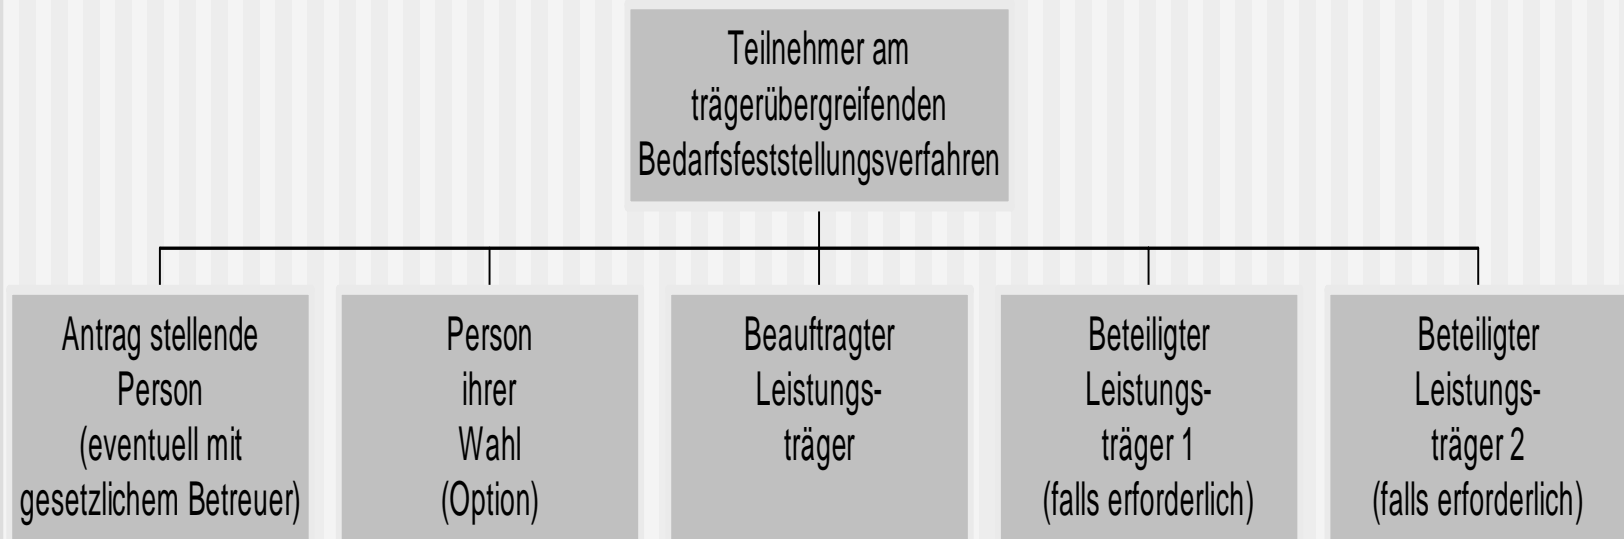 Teilnehmer am
trägerübergreifenden
Bedarfsfeststellungsverfahren
Antrag stellende
Person
(eventuell mit
gesetzlichem Betreuer)
Person
ihrer
Wahl
(Option)
Beauftragter
Leistungs-
träger
Beteiligter
Leistungs-
träger 1
(falls erforderlich)
Beteiligter
Leistungs-
träger 2
(falls erforderlich)